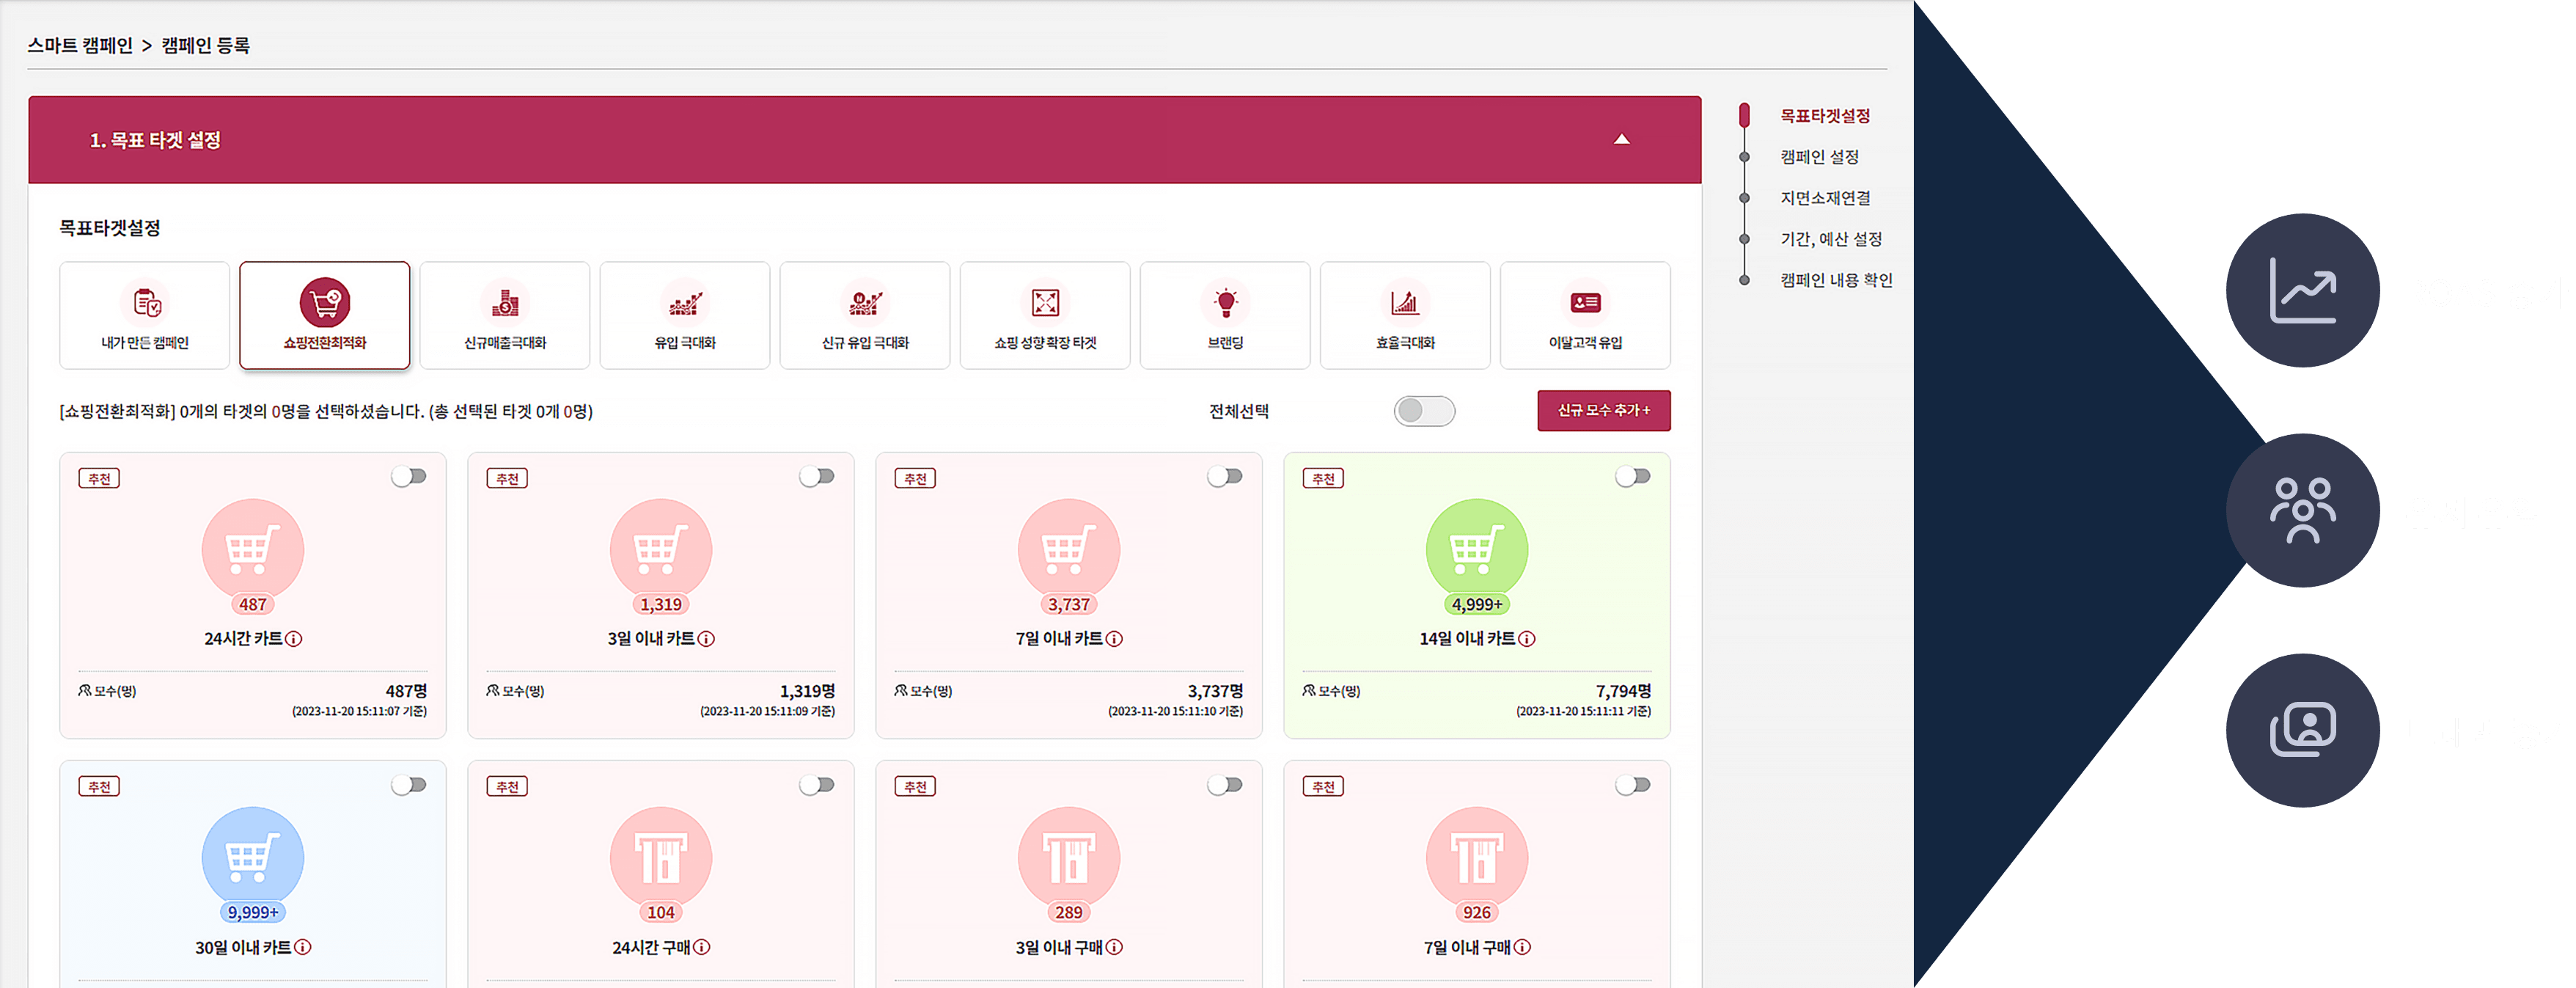 스마트 캠페인 > 캠페인 등록
1. 목표 타겟 설정
목표타겟설정
캠페인 설정
지면소재연결
기간, 예산 설정
캠페인 내용 확인
목표타겟설정
내가 만든 캠페인
쇼핑전환최적화
신규매출극대화
유입 극대화
신규 유입 극대화
쇼핑 성향 확장 타겟
브랜딩
효율극대화
이탈고객 유입
[쇼핑전환최적화] 0개의 타겟의 0명을 선택하셨습니다. (총 선택된 타겟 0개 0명)
전체선택
신규 모수 추가 +
추천
487
24시간 카트
모수(명)
487명
(2023-11-20 15:11:07 기준)
추천
1,319
3일 이내 카트
모수(명)
1,319명
(2023-11-20 15:11:09 기준)
추천
3,737
7일 이내 카트
모수(명)
3,737명
(2023-11-20 15:11:10 기준)
추천
4,999+
14일 이내 카트
모수(명)
7,794명
(2023-11-20 15:11:11 기준)
추천
9,999+
30일 이내 카트
추천
104
24시간 구매
추천
289
3일 이내 구매
추천
926
7일 이내 구매